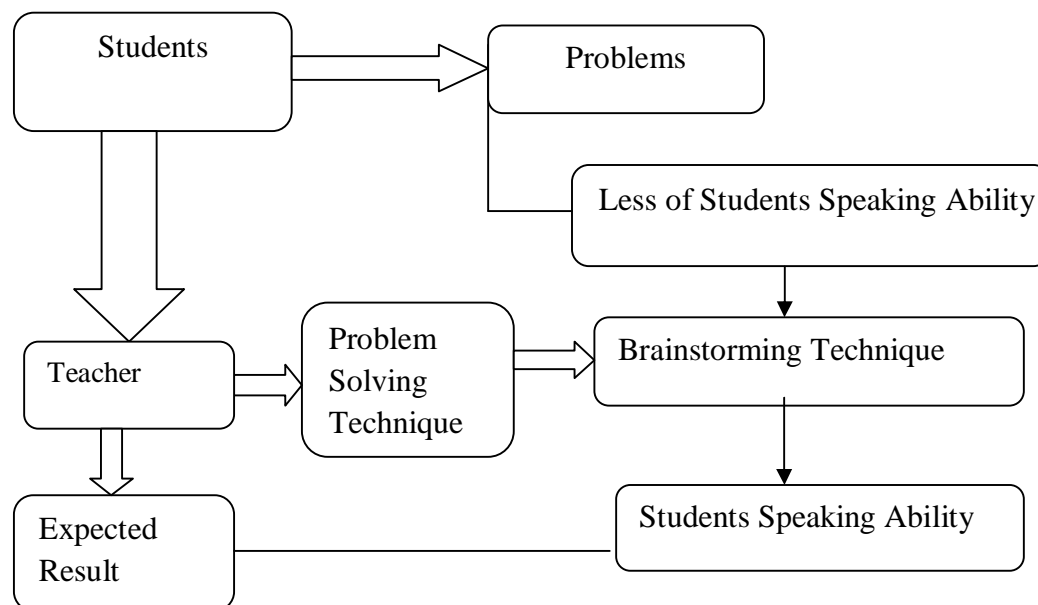 Students
Problems
Less of Students Speaking Ability
Problem
Solving
Technique
Brainstorming Technique
Teacher
Students Speaking Ability
Expected
Result